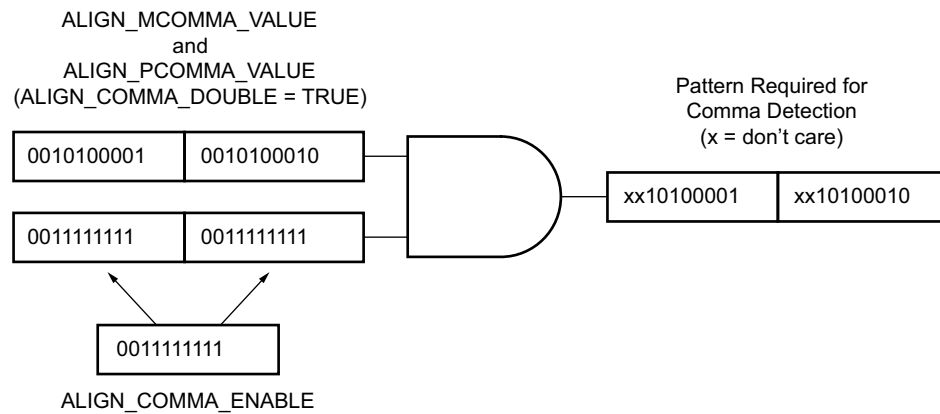 ALIGN_MCOMMA_VALUE
and
ALIGN_PCOMMA_VALUE
(ALIGN_COMMA_DOUBLE = TRUE)
Pattern Required for
Comma Detection
(x = don’t care)
0010100001 0010100010
xx10100001 xx10100010
0011111111 0011111111
0011111111
ALIGN_COMMA_ENABLE